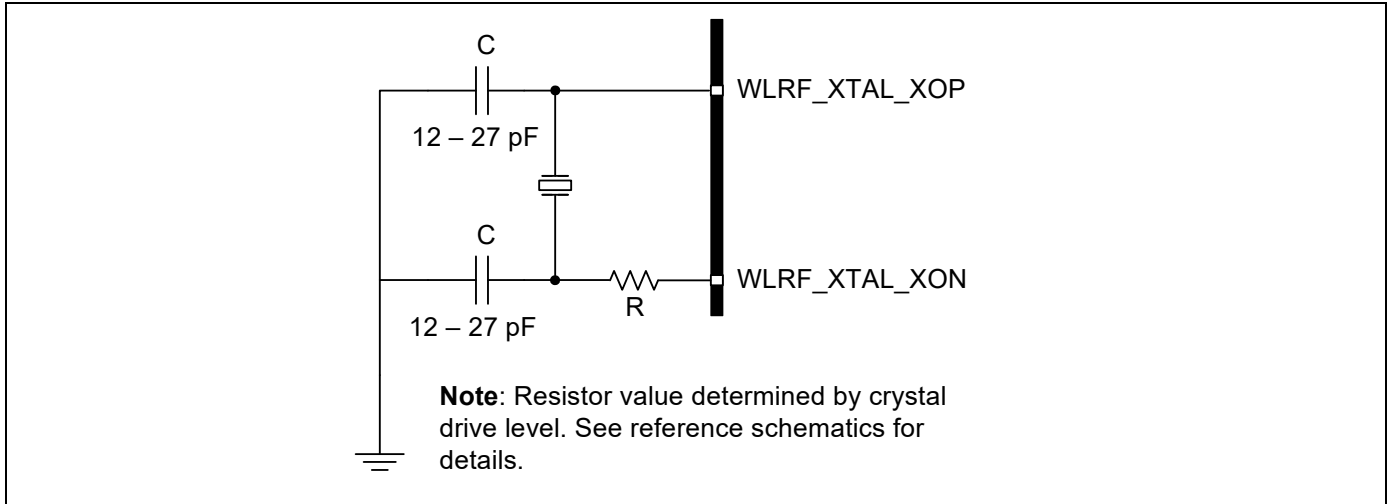 C
WLRF_XTAL_XOP
12 – 27 pF
C
WLRF_XTAL_XON
R
12 – 27 pF
Note: Resistor value determined by crystal
drive level. See reference schematics for
details.